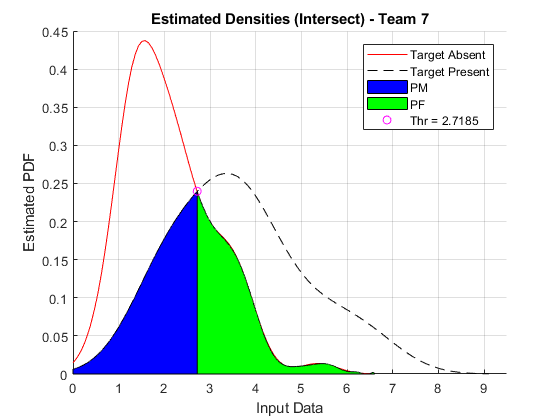 Estimated Densities (Intersect) - Team 7
Estimated PDF
0.45
0.4
0.35
0.3
0.25
0.2
0.15
0.1
0.05
0
Target Absent
Target Present
PM
PF
Thr = 2.7185
0 1 2 3 4 5 6 7 8 9
Input Data